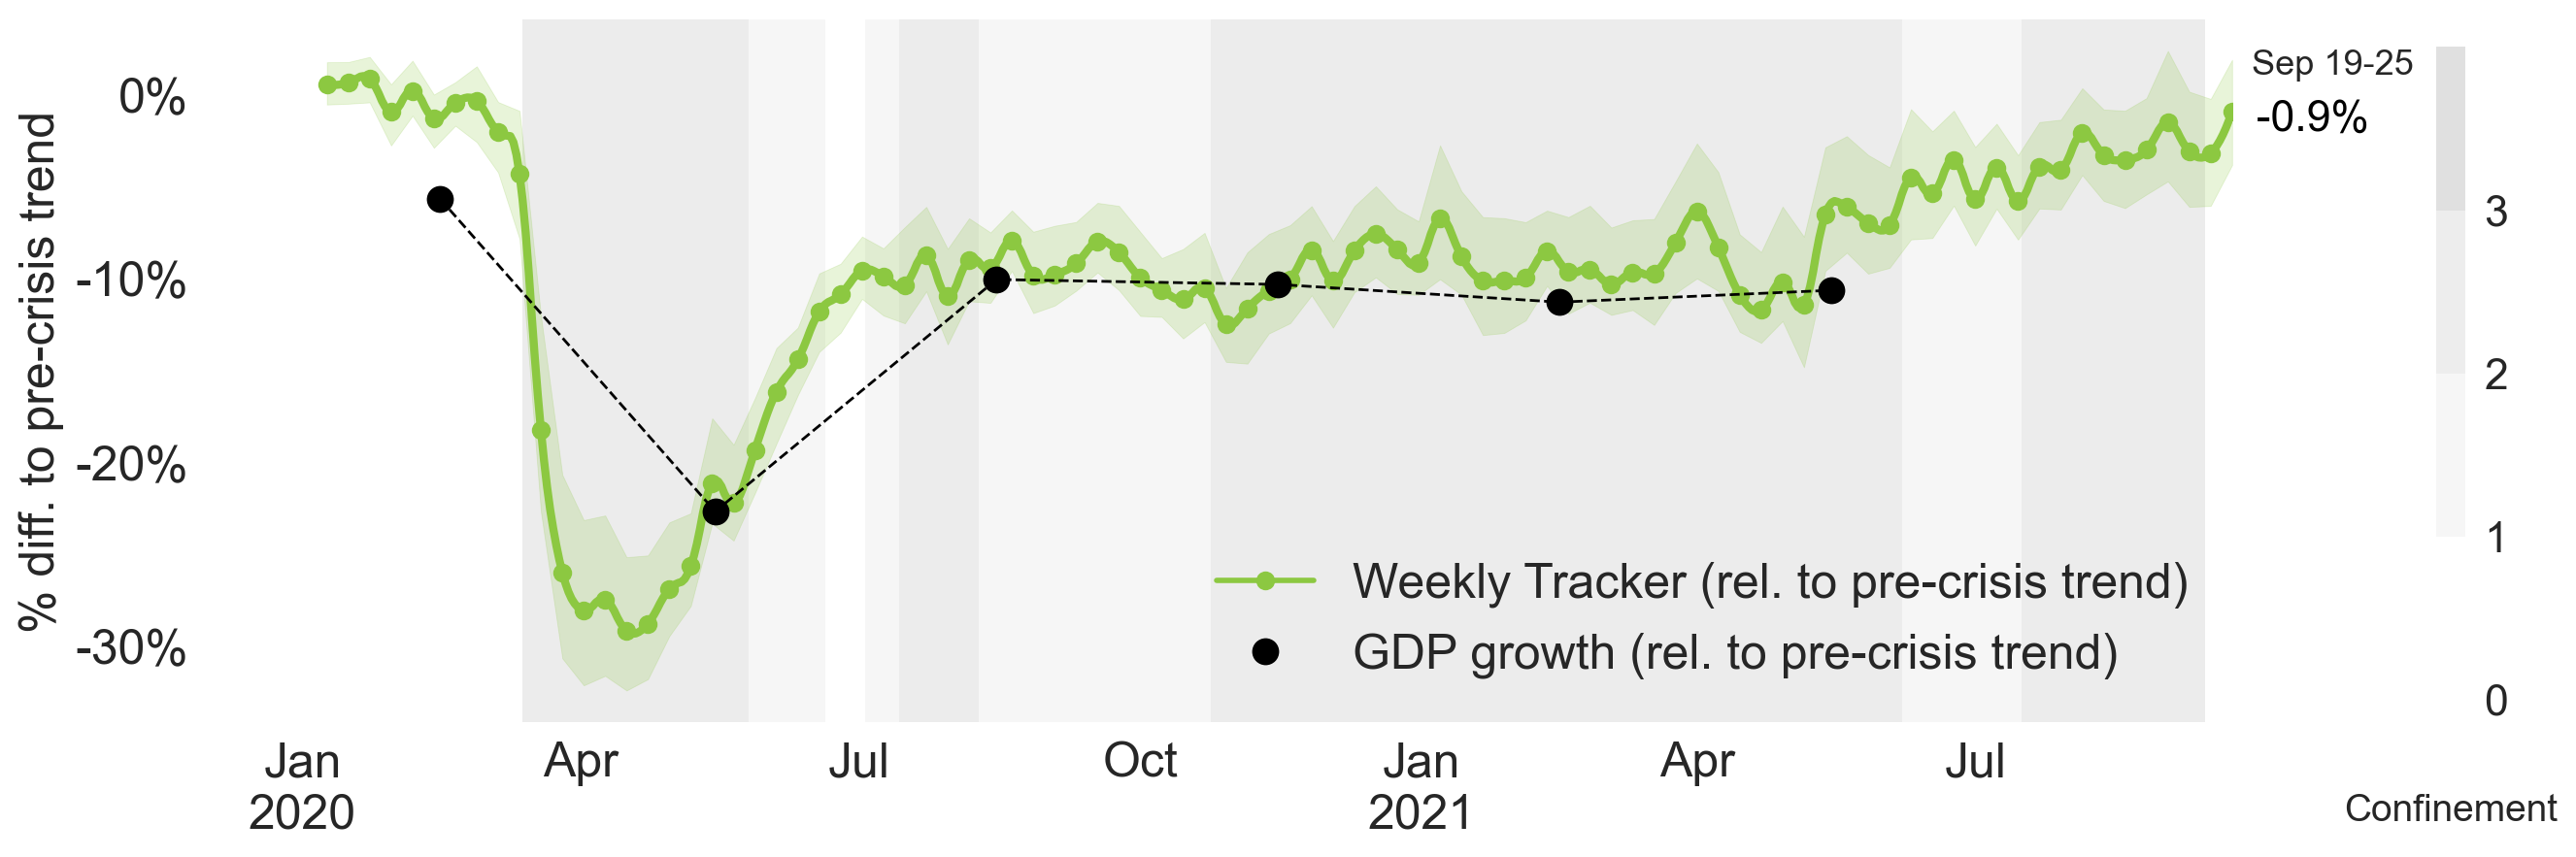 % diff. to pre-crisis trend
0%
-10%
-20%
-30%
Sep 19-25
-0.9%
Weekly Tracker (rel. to pre-crisis trend)
GDP growth (rel. to pre-crisis trend)
Jan
2020
Apr
Jul
Oct
Jan
2021
Apr
Jul
3
2
1
0
Confinement